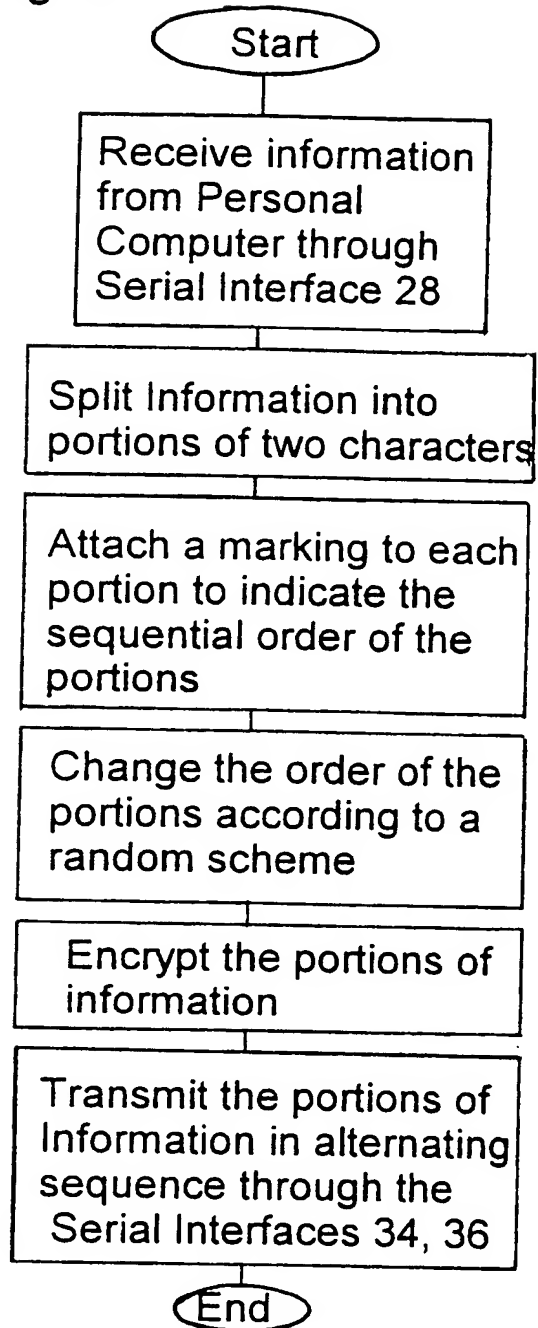 Start
Receive information
from Personal
Computer through
Serial Interface 28
Split Information into
portions of two characters
Attach a marking to each
portion to indicate the
sequential order of the
portions
Change the order of the
portions according to a
random scheme
Encrypt the portions of
information
Transmit the portions of
Information in alternating
sequence through the
Serial Interfaces 34, 36
End